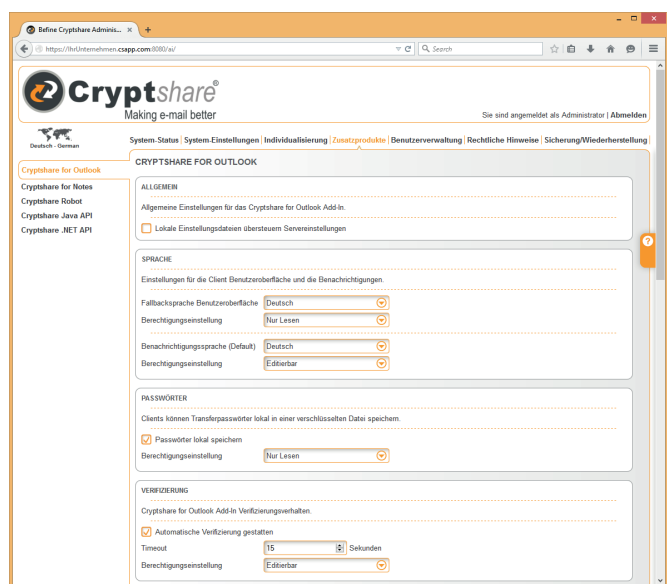 Befine Cryptshare Adminis...
https://IhrUnternehmen.csapp.com:8080/ai/
Search
Cryptshare®
Making e-mail better
Sie sind angemeldet als Administrator | Abmelden
Deutsch - German
System-Status | System-Einstellungen | Individualisierung | Zusatzprodukte | Benutzerverwaltung | Rechtliche Hinweise | Sicherung/Wiederherstellung
Cryptshare for Outlook
Cryptshare for Notes
Cryptshare Robot
Cryptshare Java API
Cryptshare .NET API
CRYPTSHARE FOR OUTLOOK
ALLGEMEIN
Allgemeine Einstellungen für das Cryptshare for Outlook Add-In.
Lokale Einstellungsdateien übersteuern Servereinstellungen
?
SPRACHE
Einstellungen für die Client Benutzeroberfläche und die Benachrichtigungen.
Fallbacksprache Benutzeroberfläche Deutsch
Berechtigungseinstellung Nur Lesen
Benachrichtigungssprache (Default) Deutsch
Berechtigungseinstellung Editierbar
PASSWÖRTER
Clients können Transferpasswörter lokal in einer verschlüsselten Datei speichern.
Passwörter lokal speichern
Berechtigungseinstellung Nur Lesen
VERIFIZIERUNG
Cryptshare for Outlook Add-In Verifizierungsverhalten.
Automatische Verifizierung gestatten
Timeout 15 Sekunden
Berechtigungseinstellung Editierbar